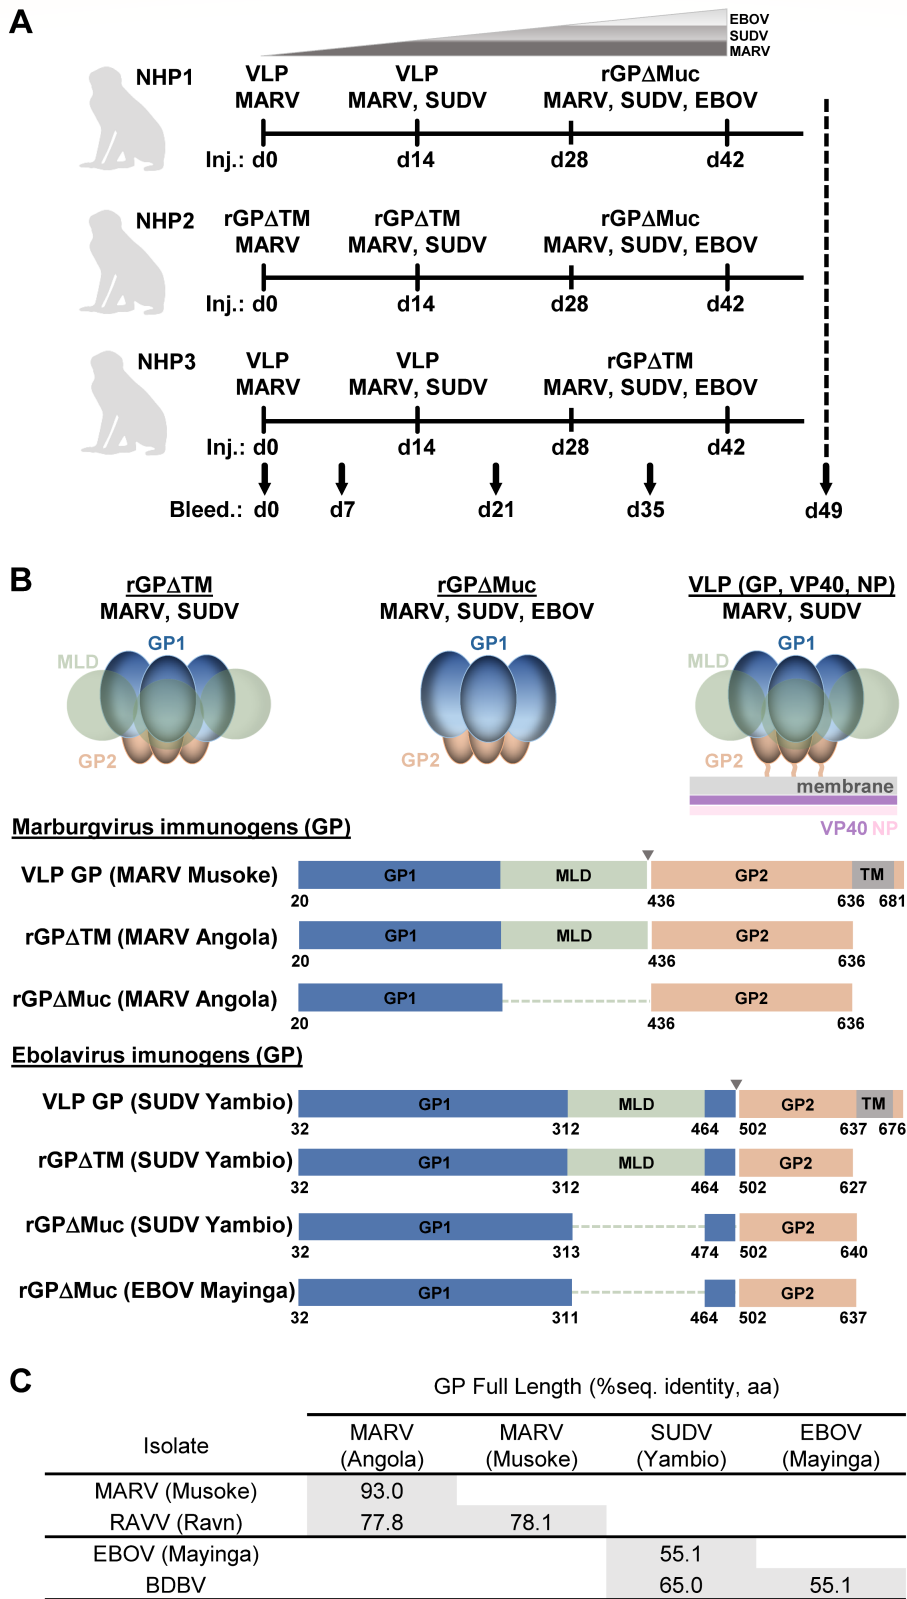 A
EBOV
SUDV
MARV
NHP1
VLP
MARV
VLP
MARV, SUDV
rGPΔMuc
MARV, SUDV, EBOV
Inj.: d0 d14 d28 d42
NHP2
rGPΔTM
MARV
rGPΔTM
MARV, SUDV
rGPΔMuc
MARV, SUDV, EBOV
Inj.: d0 d14 d28 d42
NHP3
VLP
MARV
VLP
MARV, SUDV
rGPΔTM
MARV, SUDV, EBOV
Inj.: d0 d14 d28 d42
Bleed.: d0 d7 d21 d35 d49
B
rGPΔTM
MARV, SUDV
GP1
MLD
GP2
rGPΔMuc
MARV, SUDV, EBOV
GP1
GP2
VLP (GP, VP40, NP)
MARV, SUDV
GP1
MLD
GP2
membrane
VP40 NP
Marburgvirus immunogens (GP)
VLP GP (MARV Musoke) GP1 MLD GP2 TM
20 436 636 681
rGPΔTM (MARV Angola) GP1 MLD GP2
20 436 636
rGPΔMuc (MARV Angola) GP1 GP2
20 436 636
Ebolavirus imunogens (GP)
VLP GP (SUDV Yambio) GP1 MLD GP2 TM
32 312 464 502 637 676
rGPΔTM (SUDV Yambio) GP1 MLD GP2
32 312 464 502 627
rGPΔMuc (SUDV Yambio) GP1 GP2
32 313 474 502 640
rGPΔMuc (EBOV Mayinga) GP1 GP2
32 311 464 502 637
C
GP Full Length (%seq. identity, aa)
Isolate
MARV
(Angola)
MARV
(Musoke)
SUDV
(Yambio)
EBOV
(Mayinga)
MARV (Musoke) 93.0
RAVV (Ravn) 77.8 78.1
EBOV (Mayinga) 55.1
BDBV 65.0 55.1